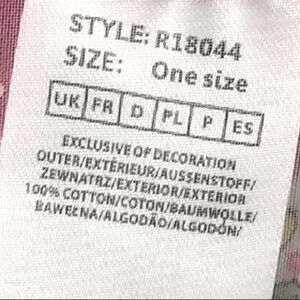 STYLE: R18044
SIZE: One size
UK FR D PL P ES
EXCLUSIVE OF DECORATION
OUTER/EXTÉRIEUR/AUSSENSTOFF/
ZEWNATRZ/EXTERIOR/EXTERIOR
100% COTTON/COTON/BAUMWOLLE/
BAWEŁNA/ALGODÃO/ALGODÓN/